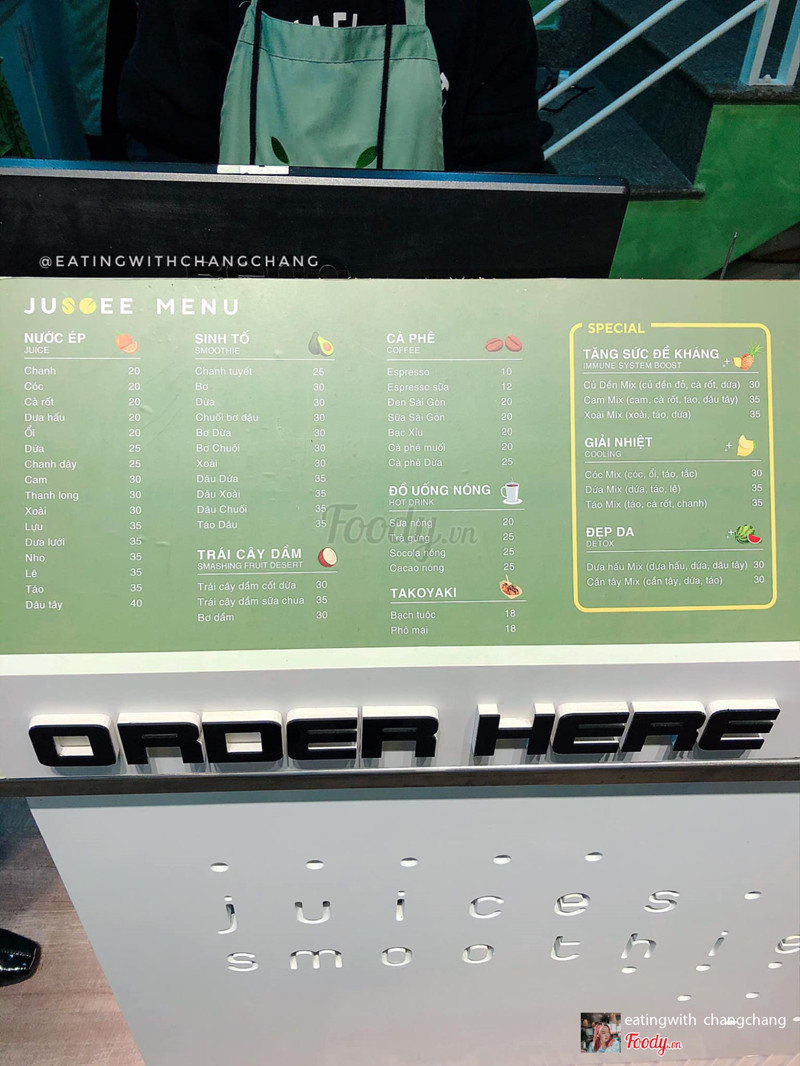 @EATINGWITHCHANGCHANG
JUSCEE MENU
NƯỚC ÉP
JUICE
Chanh 20
Cóc 20
Cà rốt 20
Dưa hấu 20
Ổi 20
Dứa 25
Chanh dây 25
Cam 30
Thanh long 30
Xoài 30
Lựu 35
Dưa lưới 35
Nho 35
Lê 35
Táo 35
Dâu tây 40
SINH TỐ
SMOOTHIE
Chanh tuyết 25
Bơ 30
Dừa 30
Chuối bơ đậu 30
Bơ Dừa 30
Bơ Chuối 30
Xoài 30
Dâu Dừa 35
Dâu Xoài 35
Dâu Chuối 35
Táo Dâu 35
TRÁI CÂY DẦM
SMASHING FRUIT DESERT
Trái cây dầm cốt dừa 30
Trái cây dầm sữa chua 35
Bơ dầm 30
CÀ PHÊ
COFFEE
Espresso 10
Espresso sữa 12
Đen Sài Gòn 20
Sữa Sài Gòn 20
Bạc Xỉu 20
Cà phê muối 20
Cà phê Dừa 25
ĐỒ UỐNG NÓNG
HOT DRINK
Sữa nóng 20
Trà gừng 25
Socola nóng 25
Cacao nóng 25
TAKOYAKI
Bạch tuộc 18
Phô mai 18
SPECIAL
TĂNG SỨC ĐỀ KHÁNG
IMMUNE SYSTEM BOOST
Củ Dền Mix (củ dền đỏ, cà rốt, dứa) 30
Cam Mix (cam, cà rốt, táo, dâu tây) 35
Xoài Mix (xoài, táo, dứa) 35
GIẢI NHIỆT
COOLING
Cóc Mix (cóc, ổi, táo, tắc) 30
Dứa Mix (dứa, táo, lê) 35
Táo Mix (táo, cà rốt, chanh) 35
ĐẸP DA
DETOX
Dưa hấu Mix (dưa hấu, dứa, dâu tây) 30
Cần tây Mix (cần tây, dứa, táo) 30
Foody.vn
ORDER HERE
juices
smoothie
eatingwith changchang
Foody.vn